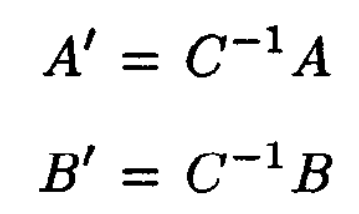 A′ = C⁻¹A
B′ = C⁻¹B